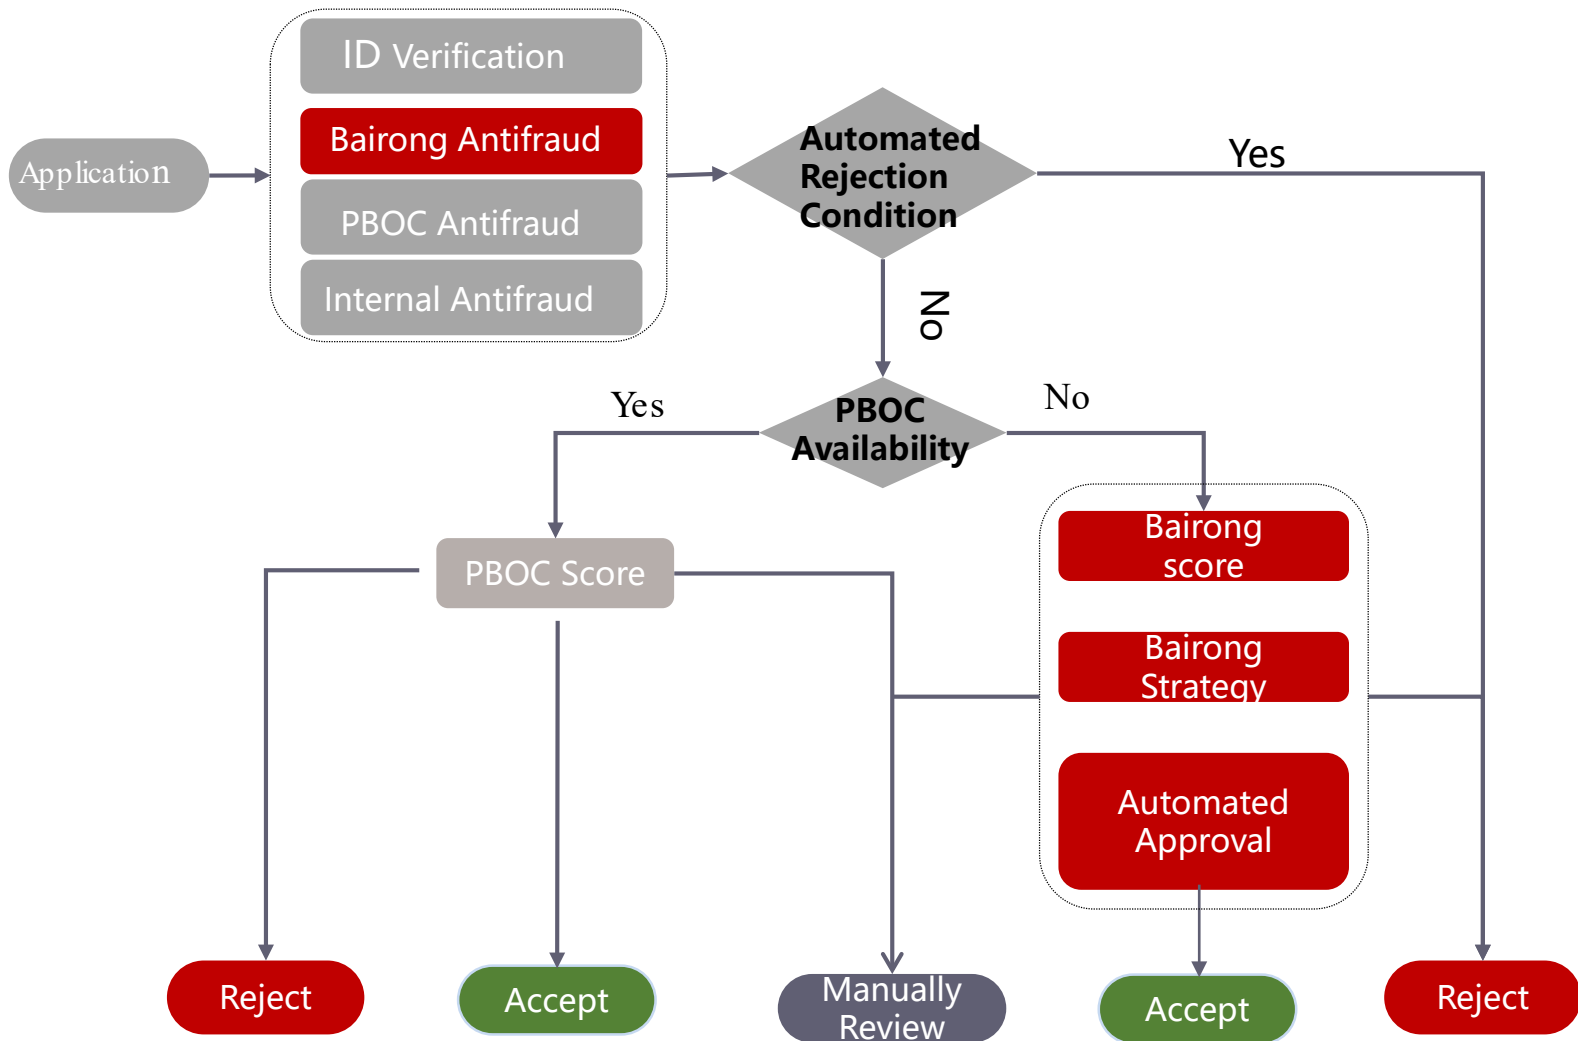 ID Verification
Bairong Antifraud
Application
PBOC Antifraud
Internal Antifraud
Automated
Rejection
Condition
Yes
No
Yes
PBOC
Availability
No
PBOC Score
Bairong
score
Bairong
Strategy
Automated
Approval
Reject
Accept
Manually
Review
Accept
Reject